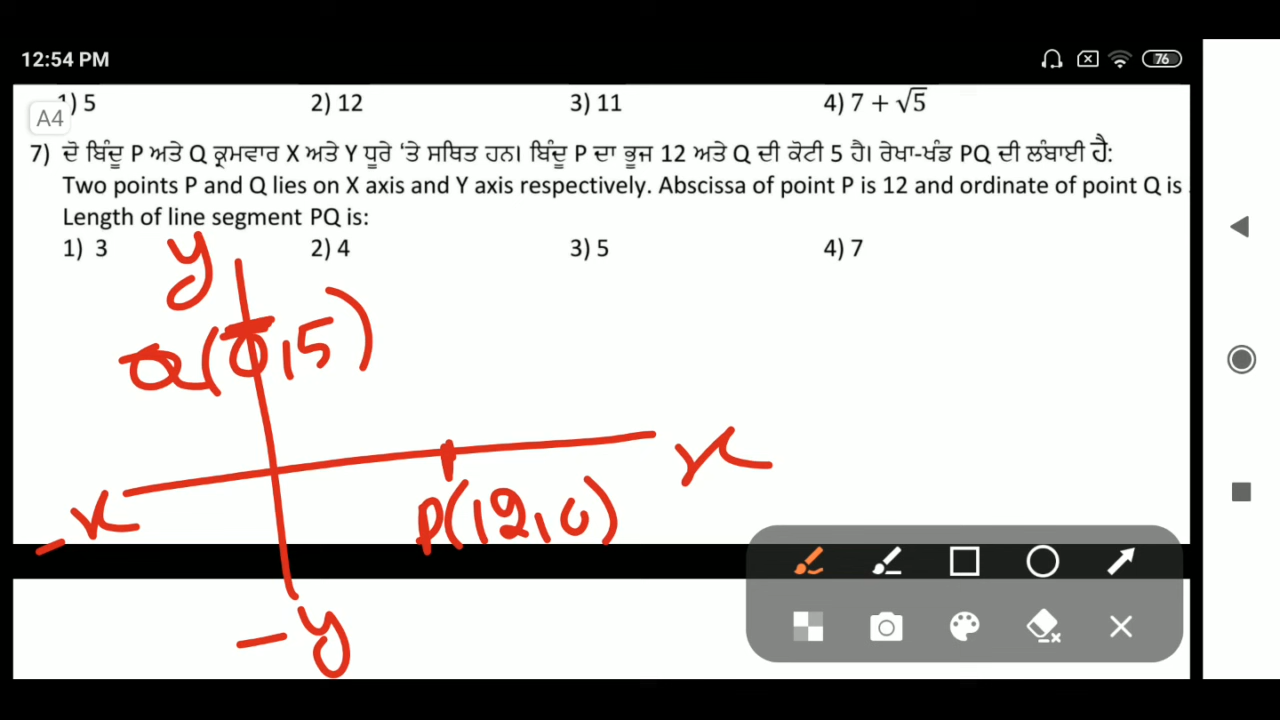 12:54 PM
76
1) 5 2) 12 3) 11 4) 7 + √5
A4
7) ਦੋ ਬਿੰਦੂ P ਅਤੇ Q ਕ੍ਰਮਵਾਰ X ਅਤੇ Y ਧੂਰੇ 'ਤੇ ਸਥਿਤ ਹਨ। ਬਿੰਦੂ P ਦਾ ਭੂਜ 12 ਅਤੇ Q ਦੀ ਕੋਟੀ 5 ਹੈ। ਰੇਖਾ-ਖੰਡ PQ ਦੀ ਲੰਬਾਈ ਹੈ:
Two points P and Q lies on X axis and Y axis respectively. Abscissa of point P is 12 and ordinate of point Q is
Length of line segment PQ is:
1) 3 2) 4 3) 5 4) 7
y
Q(0,5)
x
-x
P(12,0)
-y